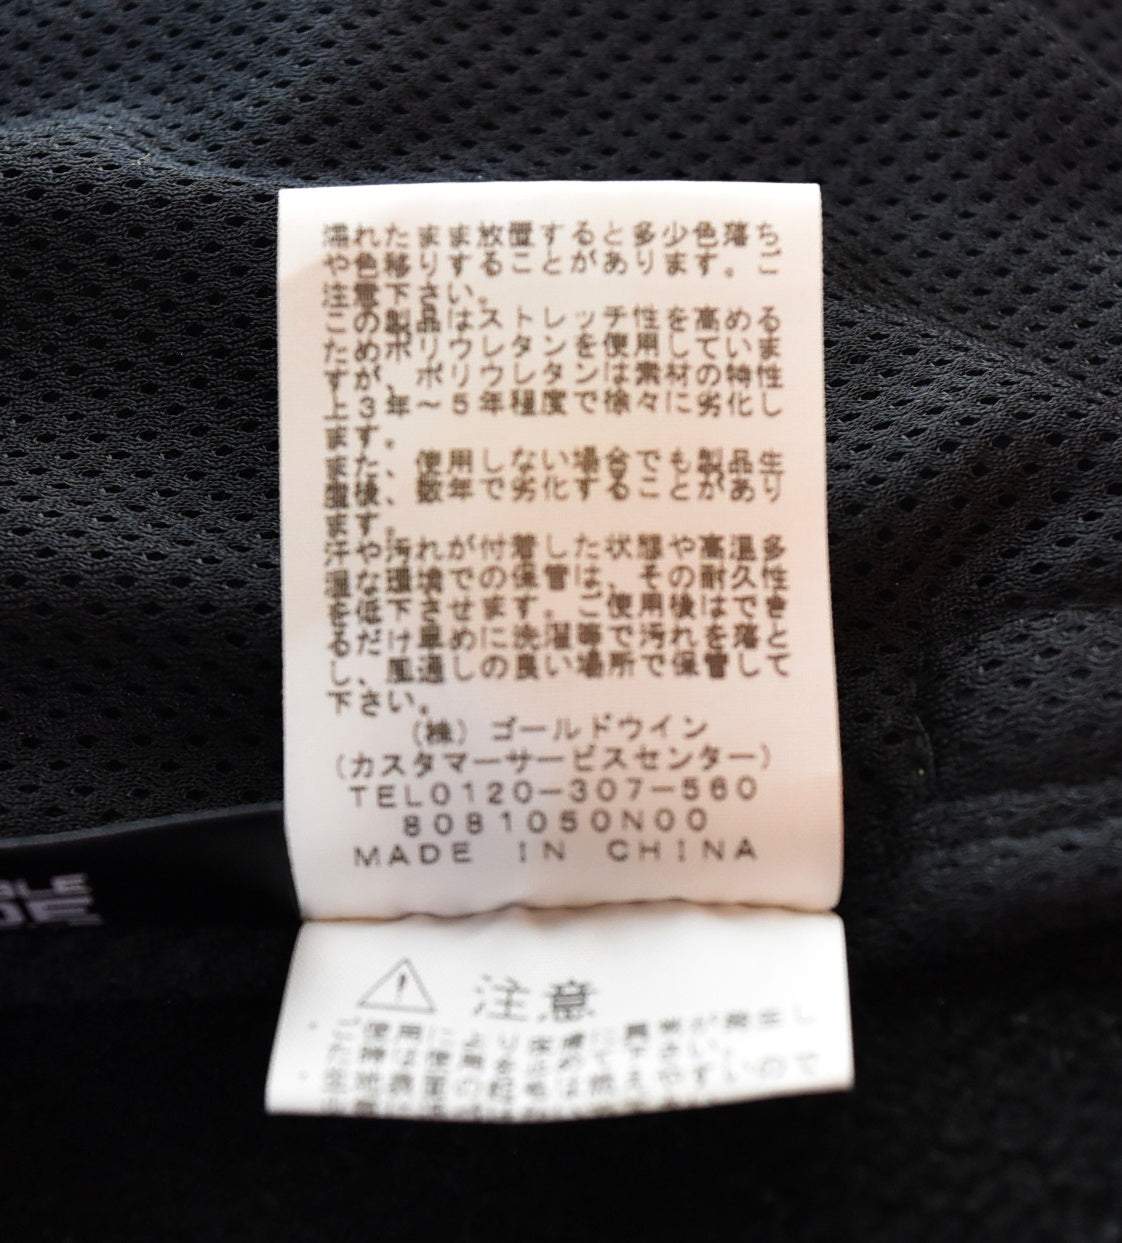 濡れたまま放置すると多少色落ち
や色移りすることがあります。ご
注意下さい。
この製品はストレッチ性を高める
ためポリウレタンを使用していま
すが、ポリウレタンは素材の特性
上3年～5年程度で徐々に劣化し
ます。
また、使用しない場合でも製品生
産後、数年で劣化することがあり
ます。
汗や汚れが付着した状態や高温多
湿な環境での保管は、その耐久性
を低下させます。ご使用後はでき
るだけ早めに洗濯等で汚れを落と
し、風通しの良い場所で保管して
下さい。
(株) ゴールドウイン
(カスタマーサービスセンター)
TEL0120-307-560
8081050N00
MADE IN CHINA
注意